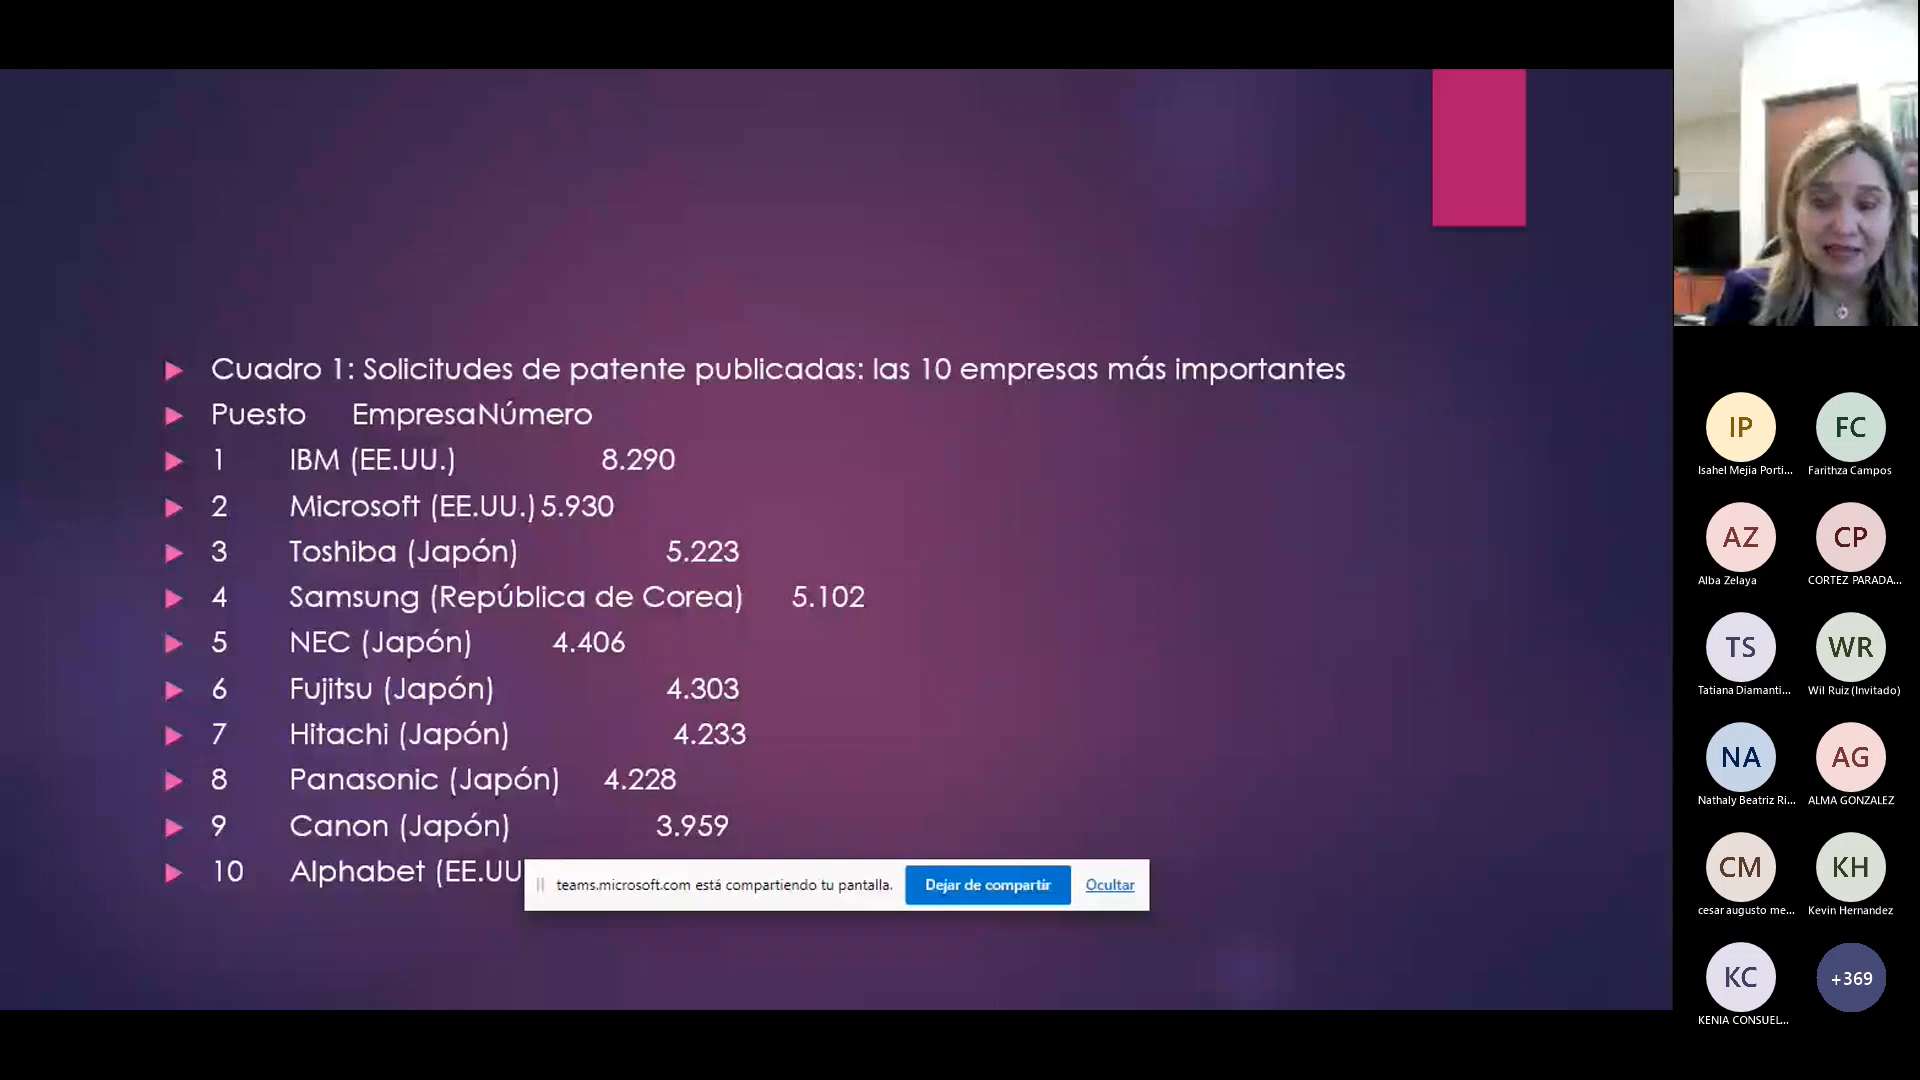 Cuadro 1: Solicitudes de patente publicadas: las 10 empresas más importantes
Puesto EmpresaNúmero
1 IBM (EE.UU.) 8.290
2 Microsoft (EE.UU.) 5.930
3 Toshiba (Japón) 5.223
4 Samsung (República de Corea) 5.102
5 NEC (Japón) 4.406
6 Fujitsu (Japón) 4.303
7 Hitachi (Japón) 4.233
8 Panasonic (Japón) 4.228
9 Canon (Japón) 3.959
10 Alphabet (EE.UU
teams.microsoft.com está compartiendo tu pantalla. Dejar de compartir Ocultar
IP FC
Isahel Mejia Porti... Farithza Campos
AZ CP
Alba Zelaya CORTEZ PARADA...
TS WR
Tatiana Diamanti... Wil Ruiz (Invitado)
NA AG
Nathaly Beatriz Ri... ALMA GONZALEZ
CM KH
cesar augusto me... Kevin Hernandez
KC +369
KENIA CONSUEL...